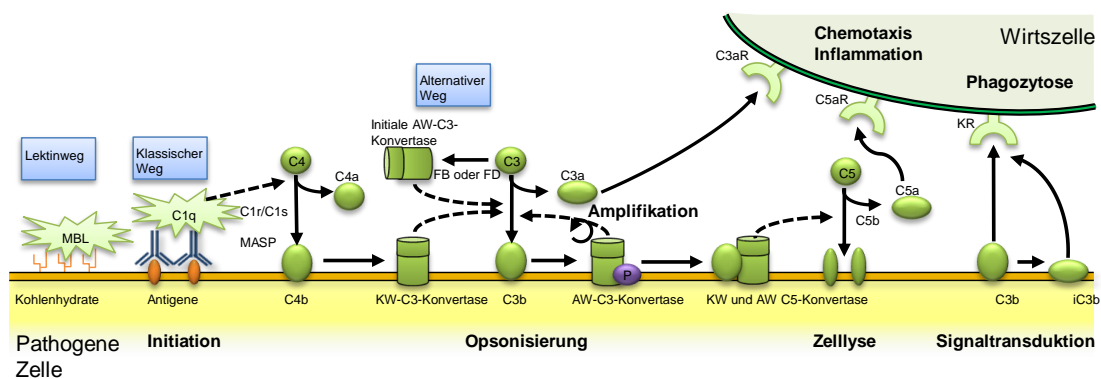 Chemotaxis
Inflammation
Wirtszelle
Phagozytose
C3aR
C5aR
KR
Alternativer
Weg
Lektinweg
Klassischer
Weg
Initiale AW-C3-
Konvertase
C4
C4a
C3
FB oder FD
C3a
C5
C5a
C5b
C1q
C1r/C1s
MBL
MASP
Amplifikation
P
Kohlenhydrate
Antigene
C4b
KW-C3-Konvertase
C3b
AW-C3-Konvertase
KW und AW C5-Konvertase
C3b
iC3b
Pathogene
Zelle
Initiation
Opsonisierung
Zelllyse
Signaltransduktion